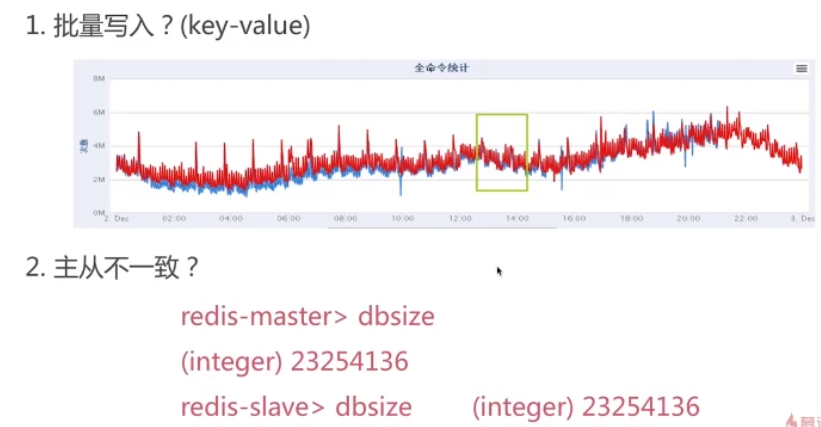 1. 批量写入？(key-value)
全命令统计
8M
6M
4M
2M
0M
次数
2. Dec 02:00 04:00 06:00 08:00 10:00 12:00 14:00 16:00 18:00 20:00 22:00 3. Dec
2. 主从不一致？
redis-master> dbsize
(integer) 23254136
redis-slave> dbsize (integer) 23254136